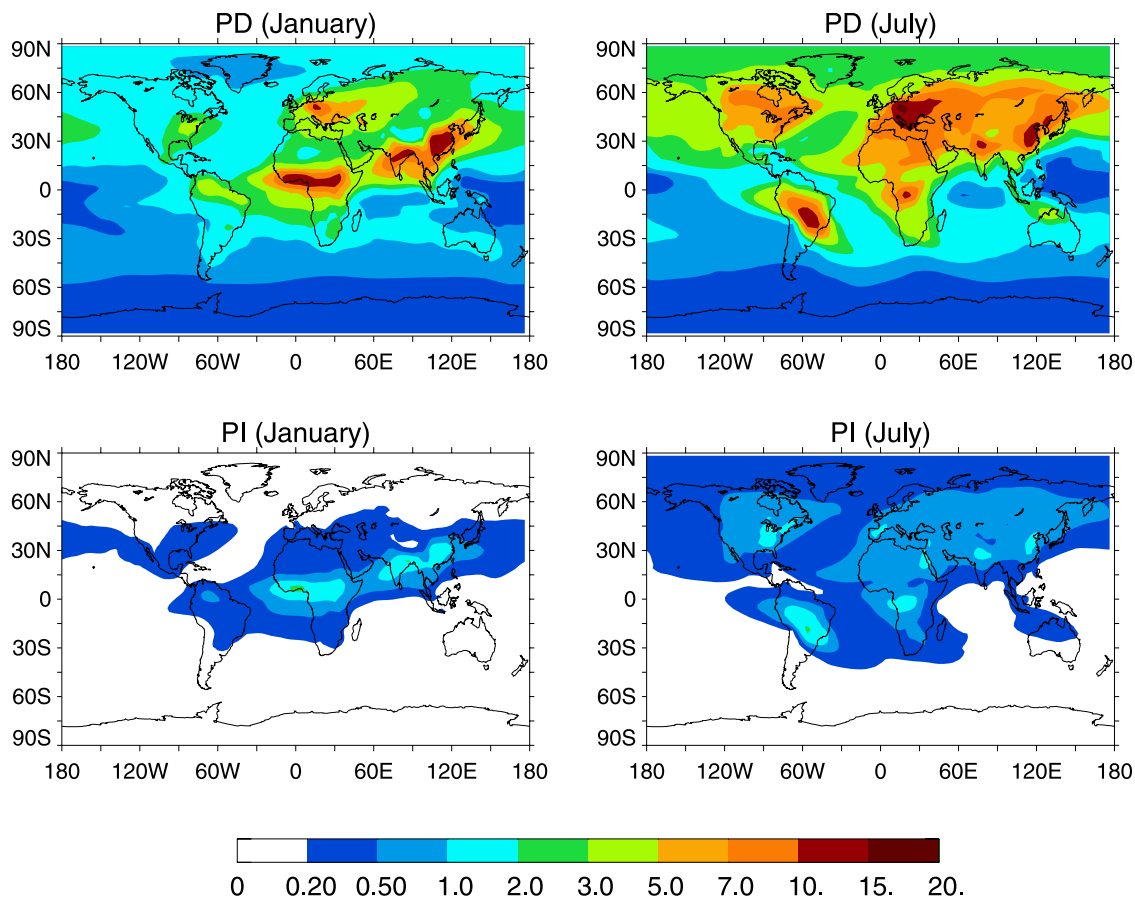 PD (January)
PD (July)
90N
60N
30N
0
30S
60S
90S
180 120W 60W 0 60E 120E 180
90N
60N
30N
0
30S
60S
90S
180 120W 60W 0 60E 120E 180
PI (January)
PI (July)
90N
60N
30N
0
30S
60S
90S
180 120W 60W 0 60E 120E 180
90N
60N
30N
0
30S
60S
90S
180 120W 60W 0 60E 120E 180
0 0.20 0.50 1.0 2.0 3.0 5.0 7.0 10. 15. 20.